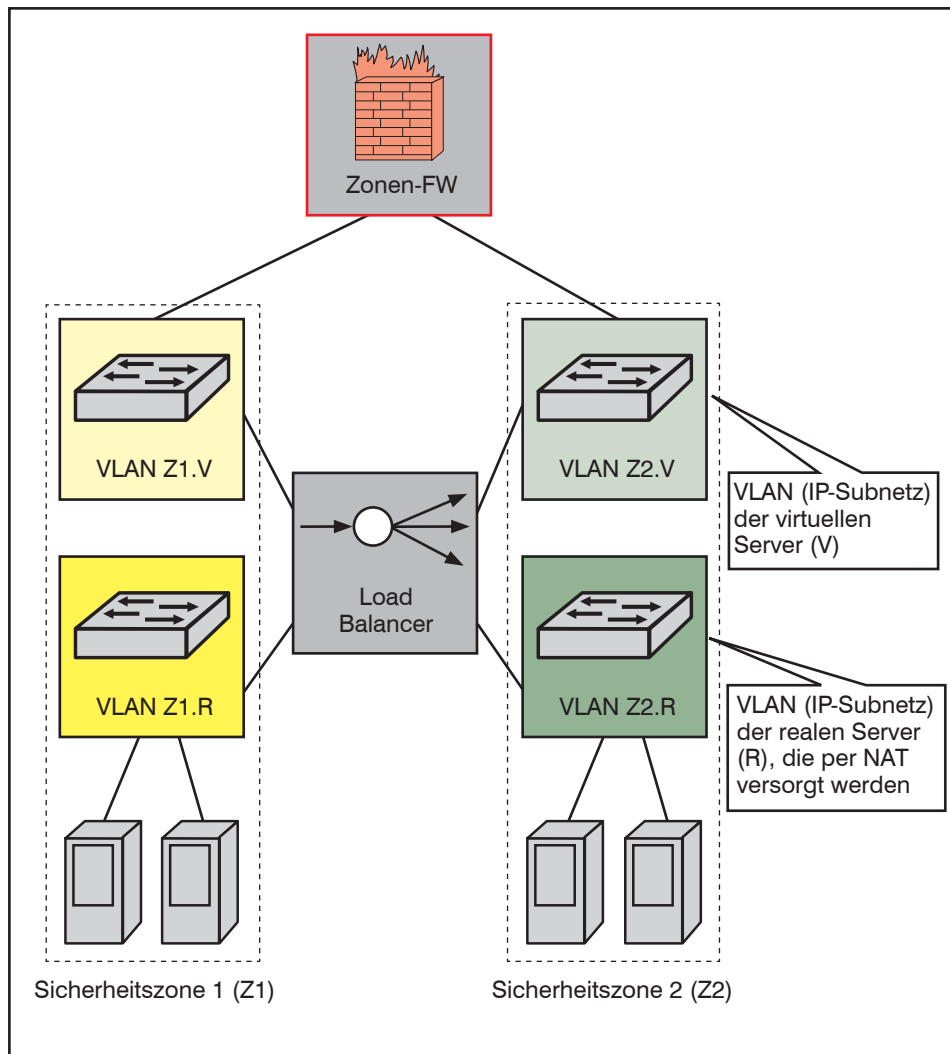 Zonen-FW
VLAN Z1.V
VLAN Z2.V
VLAN (IP-Subnetz)
der virtuellen
Server (V)
Load
Balancer
VLAN Z1.R
VLAN Z2.R
VLAN (IP-Subnetz)
der realen Server
(R), die per NAT
versorgt werden
Sicherheitszone 1 (Z1)
Sicherheitszone 2 (Z2)